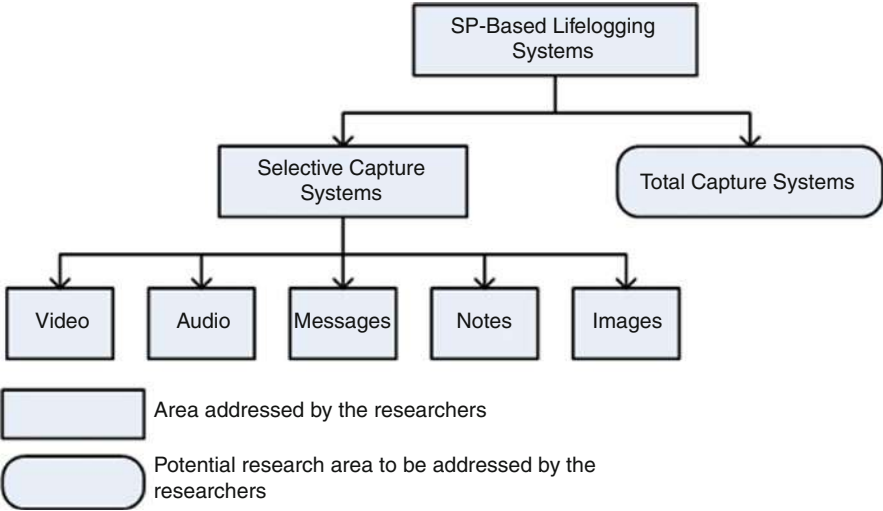 SP-Based Lifelogging
Systems
Selective Capture
Systems
Total Capture Systems
Video
Audio
Messages
Notes
Images
Area addressed by the researchers
Potential research area to be addressed by the
researchers